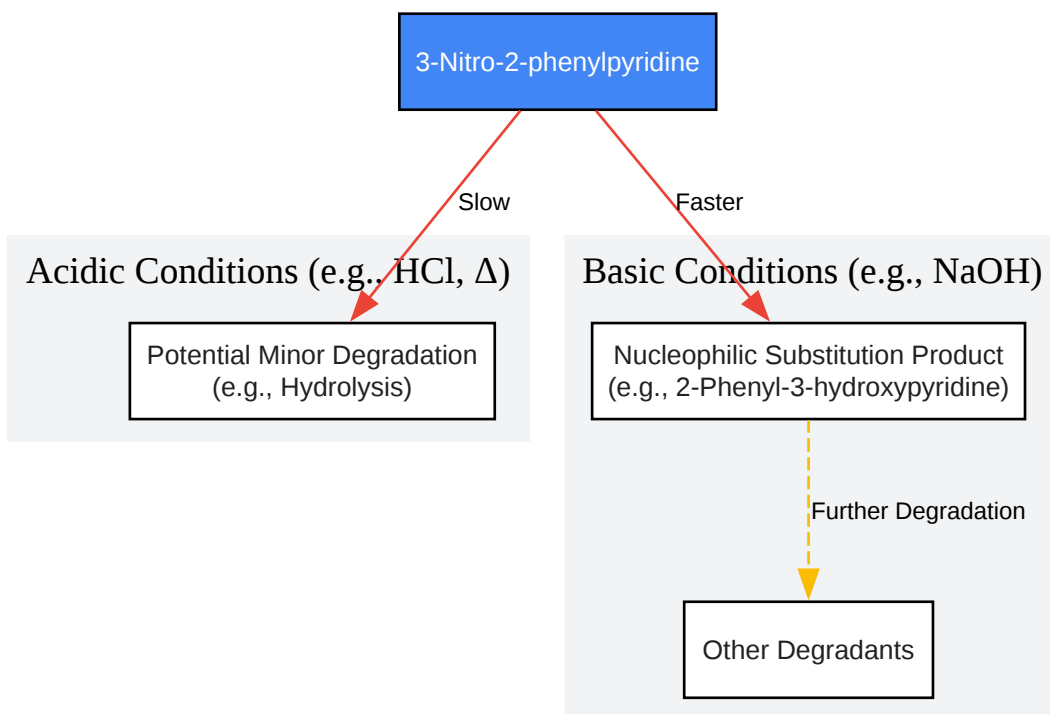 3-Nitro-2-phenylpyridine
Slow
Faster
Acidic Conditions (e.g., HCl, Δ)
Basic Conditions (e.g., NaOH)
Potential Minor Degradation
(e.g., Hydrolysis)
Nucleophilic Substitution Product
(e.g., 2-Phenyl-3-hydroxypyridine)
Further Degradation
Other Degradants